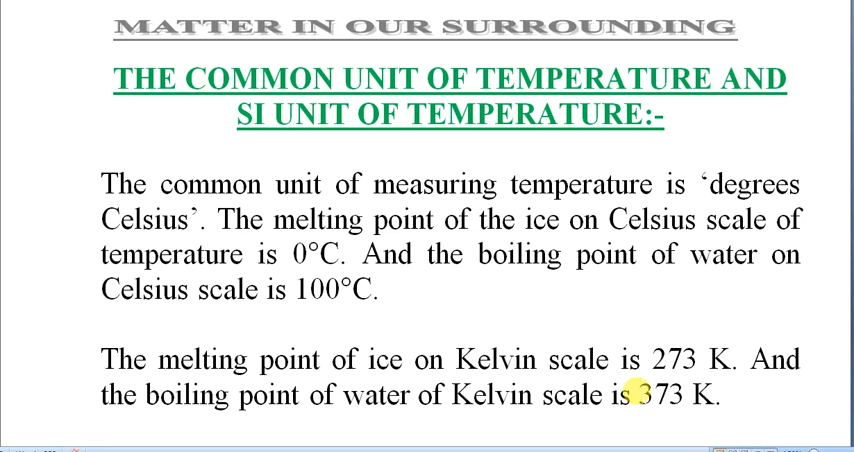 MATTER IN OUR SURROUNDING
THE COMMON UNIT OF TEMPERATURE AND
SI UNIT OF TEMPERATURE:-
The common unit of measuring temperature is ‘degrees
Celsius’. The melting point of the ice on Celsius scale of
temperature is 0°C. And the boiling point of water on
Celsius scale is 100°C.
The melting point of ice on Kelvin scale is 273 K. And
the boiling point of water of Kelvin scale is 373 K.